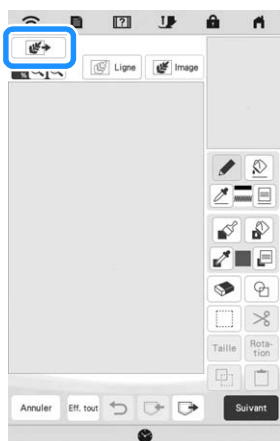 Ligne
Image
Taille
Rota-
tion
Annuler
Eff. tout
Suivant